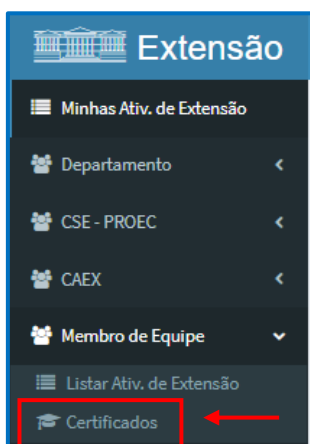 Extensão
Minhas Ativ. de Extensão
Departamento
CSE - PROEC
CAEX
Membro de Equipe
Listar Ativ. de Extensão
Certificados